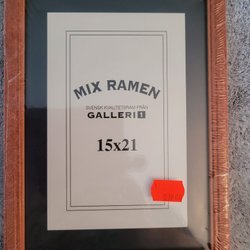 MIX RAMEN
SVENSK KVALITETSRAM FRÅN
GALLERI 1
15x21